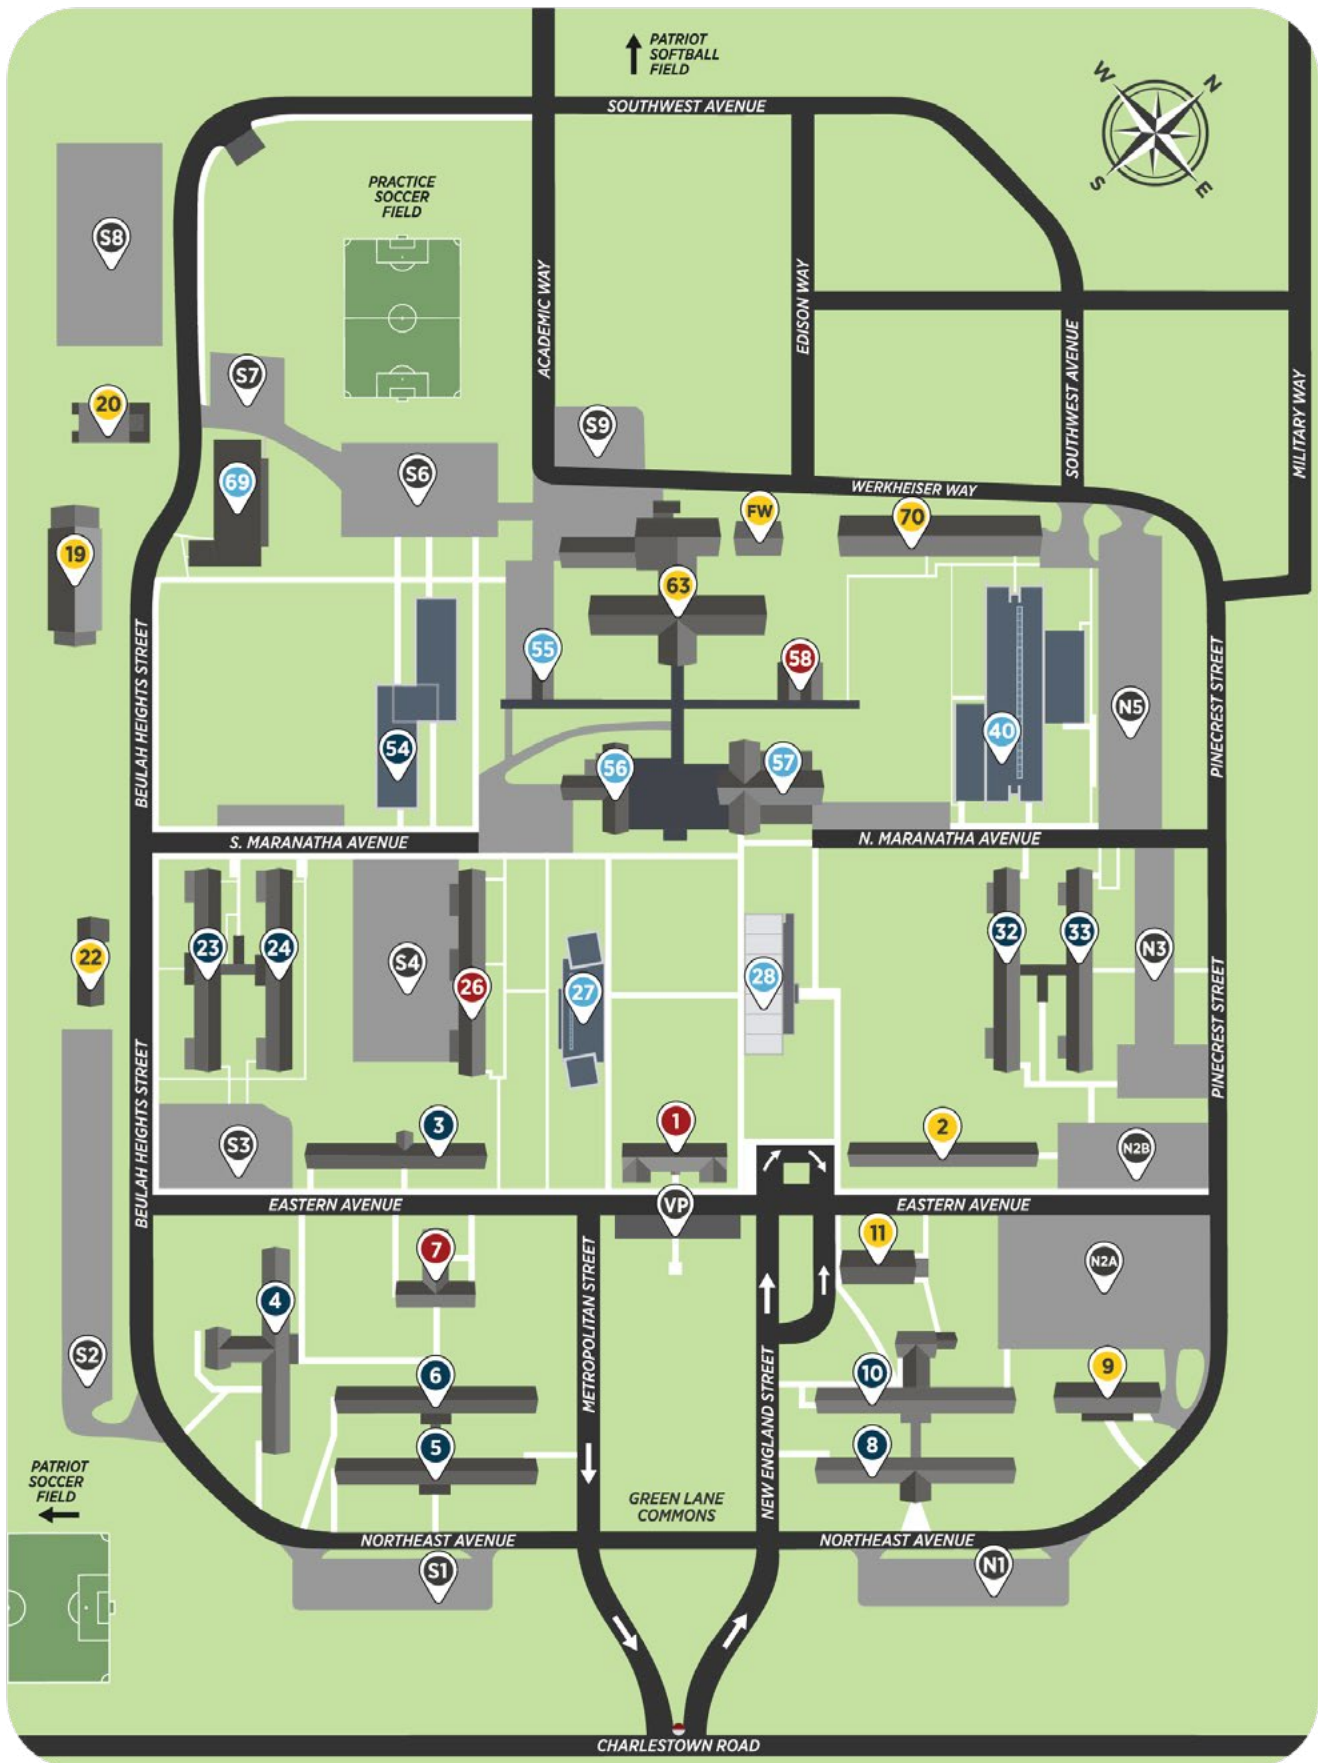 PATRIOT
SOFTBALL
FIELD
W
N
S
E
SOUTHWEST AVENUE
PRACTICE
SOCCER
FIELD
S8
ACADEMIC WAY
EDISON WAY
SOUTHWEST AVENUE
MILITARY WAY
S7
20
S9
69
S6
WERKHEISER WAY
FW
70
19
63
55
58
BEULAH HEIGHTS STREET
PINECREST STREET
N5
54
40
56
57
S. MARANATHA AVENUE
N. MARANATHA AVENUE
22
23
24
S4
26
27
28
32
33
N3
BEULAH HEIGHTS STREET
PINECREST STREET
S3
3
1
2
N2B
EASTERN AVENUE
VP
EASTERN AVENUE
7
11
N2A
4
METROPOLITAN STREET
NEW ENGLAND STREET
S2
6
10
9
5
8
PATRIOT
SOCCER
FIELD
GREEN LANE
COMMONS
NORTHEAST AVENUE
NORTHEAST AVENUE
S1
N1
CHARLESTOWN ROAD